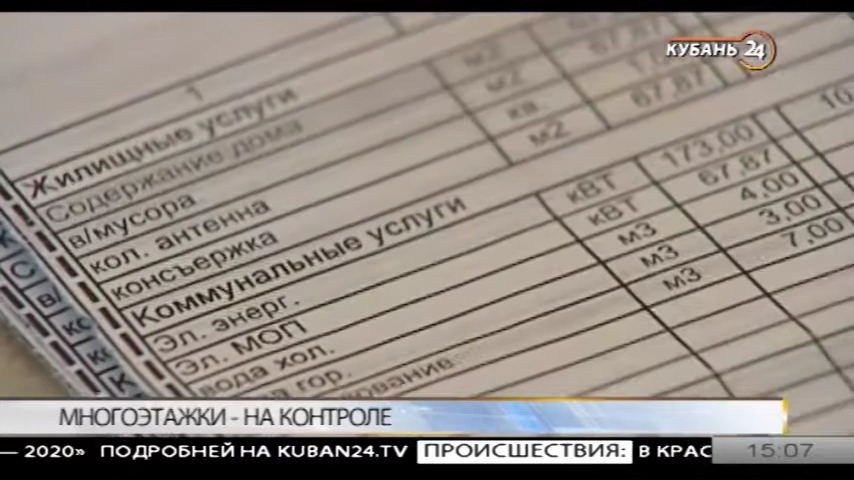 КУБАНЬ 24
1
Жилищные услуги м2 67,87
Содержание дома м2
в/мусора кв. 67,87
кол. антенна м2
консьержка
Коммунальные услуги
Эл. энерг. кВТ 173,00
Эл. МОП кВТ 67,87
вода хол. м3 4,00
гор. м3 3,00
м3 7,00
МНОГОЭТАЖКИ - НА КОНТРОЛЕ
— 2020» ПОДРОБНЕЙ НА KUBAN24.TV ПРОИСШЕСТВИЯ: В КРАС 15:07